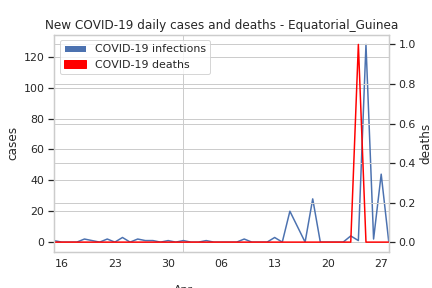 New COVID-19 daily cases and deaths - Equatorial_Guinea
COVID-19 infections
COVID-19 deaths
cases
120
100
80
60
40
20
0
deaths
1.0
0.8
0.6
0.4
0.2
0.0
16 23 30 06 13 20 27